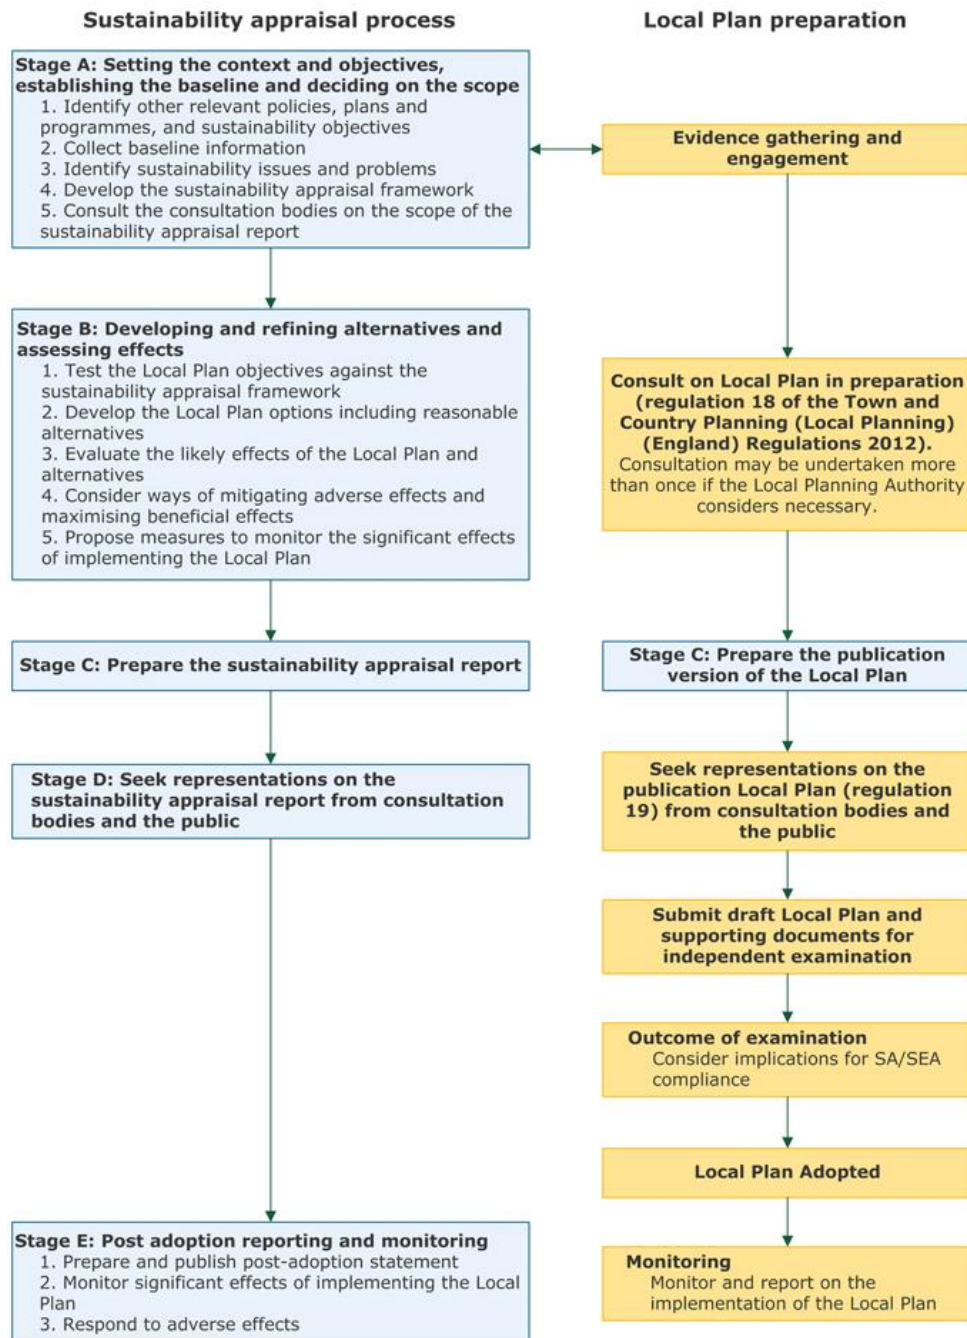 Sustainability appraisal process
Stage A: Setting the context and objectives,
establishing the baseline and deciding on the scope
1. Identify other relevant policies, plans and
programmes, and sustainability objectives
2. Collect baseline information
3. Identify sustainability issues and problems
4. Develop the sustainability appraisal framework
5. Consult the consultation bodies on the scope of the
sustainability appraisal report
Stage B: Developing and refining alternatives and
assessing effects
1. Test the Local Plan objectives against the
sustainability appraisal framework
2. Develop the Local Plan options including reasonable
alternatives
3. Evaluate the likely effects of the Local Plan and
alternatives
4. Consider ways of mitigating adverse effects and
maximising beneficial effects
5. Propose measures to monitor the significant effects
of implementing the Local Plan
Stage C: Prepare the sustainability appraisal report
Stage D: Seek representations on the
sustainability appraisal report from consultation
bodies and the public
Stage E: Post adoption reporting and monitoring
1. Prepare and publish post-adoption statement
2. Monitor significant effects of implementing the Local
Plan
3. Respond to adverse effects
Local Plan preparation
Evidence gathering and
engagement
Consult on Local Plan in preparation
(regulation 18 of the Town and
Country Planning (Local Planning)
(England) Regulations 2012).
Consultation may be undertaken more
than once if the Local Planning Authority
considers necessary.
Stage C: Prepare the publication
version of the Local Plan
Seek representations on the
publication Local Plan (regulation
19) from consultation bodies and
the public
Submit draft Local Plan and
supporting documents for
independent examination
Outcome of examination
Consider implications for SA/SEA
compliance
Local Plan Adopted
Monitoring
Monitor and report on the
implementation of the Local Plan